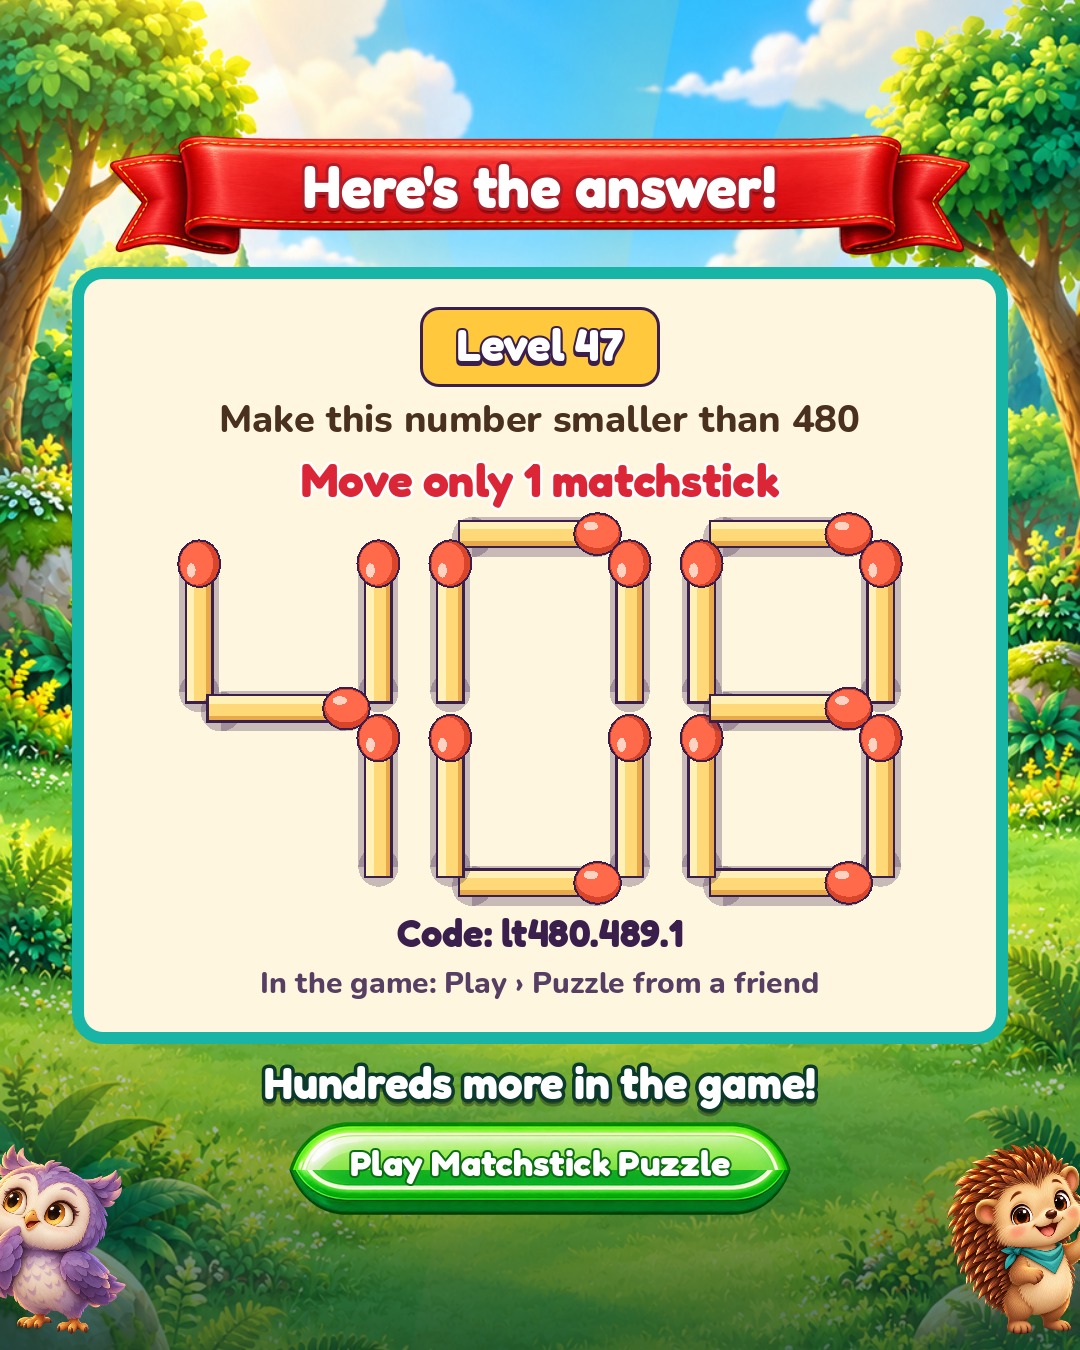 Here's the answer!
Level 47
Make this number smaller than 480
Move only 1 matchstick
408
Code: lt480.489.1
In the game: Play › Puzzle from a friend
Hundreds more in the game!
Play Matchstick Puzzle